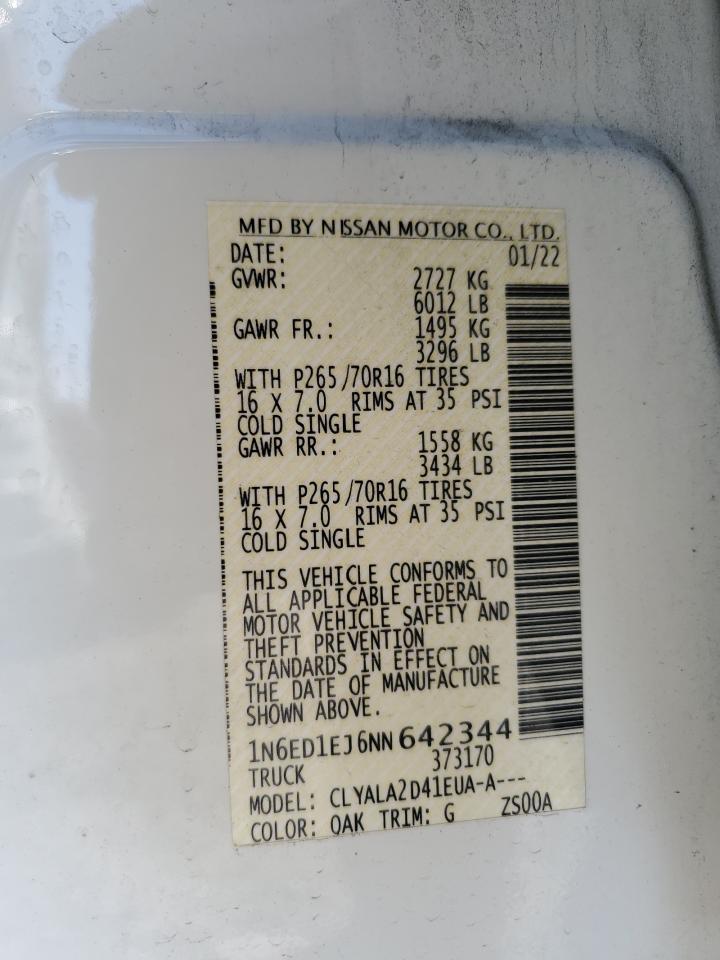 MFD BY NISSAN MOTOR CO., LTD.
DATE: 01/22
GVWR: 2727 KG
6012 LB
GAWR FR.: 1495 KG
3296 LB
WITH P265/70R16 TIRES
16 X 7.0 RIMS AT 35 PSI
COLD SINGLE
GAWR RR.: 1558 KG
3434 LB
WITH P265/70R16 TIRES
16 X 7.0 RIMS AT 35 PSI
COLD SINGLE
THIS VEHICLE CONFORMS TO
ALL APPLICABLE FEDERAL
MOTOR VEHICLE SAFETY AND
THEFT PREVENTION
STANDARDS IN EFFECT ON
THE DATE OF MANUFACTURE
SHOWN ABOVE.
1N6ED1EJ6NN642344
TRUCK 373170
MODEL: CLYALA2D41EUA-A---
COLOR: QAK TRIM: G ZS00A